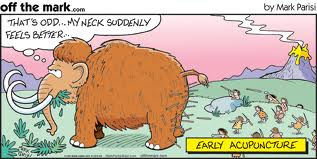 off the mark.com
by Mark Parisi
THAT'S ODD... MY NECK SUDDENLY
FEELS BETTER...
EARLY ACUPUNCTURE